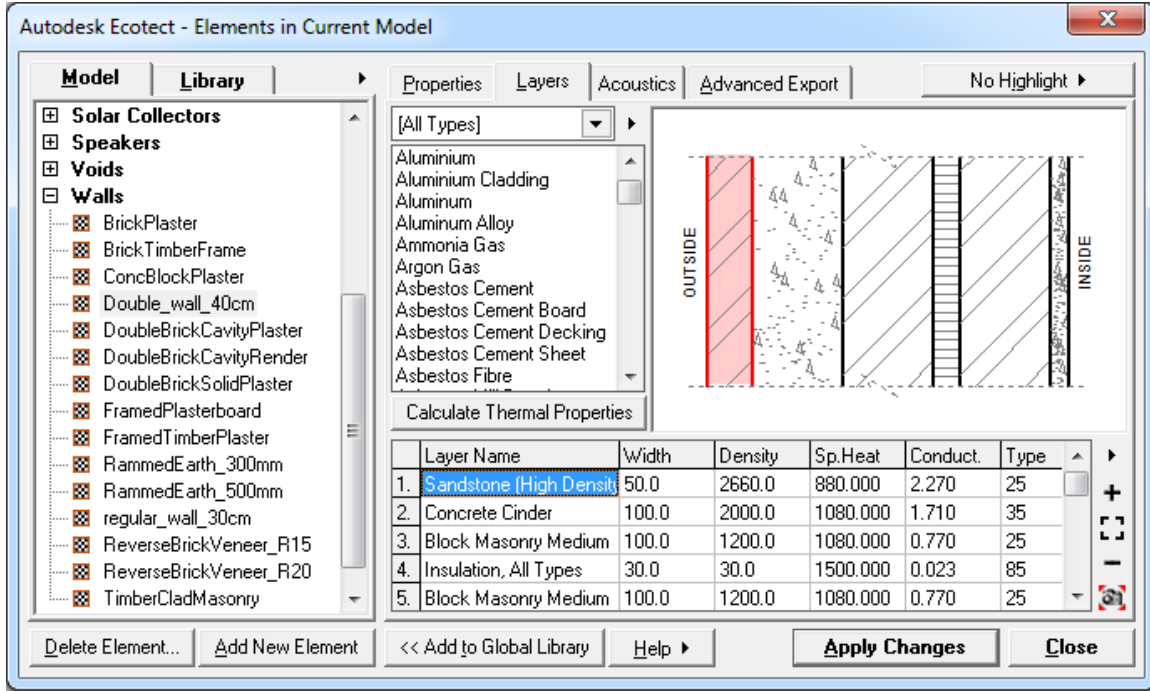 Autodesk Ecotect - Elements in Current Model
Model Library
Solar Collectors
Speakers
Voids
Walls
BrickPlaster
BrickTimberFrame
ConcBlockPlaster
Double_wall_40cm
DoubleBrickCavityPlaster
DoubleBrickCavityRender
DoubleBrickSolidPlaster
FramedPlasterboard
FramedTimberPlaster
RammedEarth_300mm
RammedEarth_500mm
regular_wall_30cm
ReverseBrickVeneer_R15
ReverseBrickVeneer_R20
TimberCladMasonry
Delete Element... Add New Element
Properties Layers Acoustics Advanced Export No Highlight
[All Types]
Aluminium
Aluminium Cladding
Aluminum
Aluminum Alloy
Ammonia Gas
Argon Gas
Asbestos Cement
Asbestos Cement Board
Asbestos Cement Decking
Asbestos Cement Sheet
Asbestos Fibre
Calculate Thermal Properties
OUTSIDE
INSIDE
Layer Name Width Density Sp.Heat Conduct. Type
1. Sandstone (High Density 50.0 2660.0 880.000 2.270 25
2. Concrete Cinder 100.0 2000.0 1080.000 1.710 35
3. Block Masonry Medium 100.0 1200.0 1080.000 0.770 25
4. Insulation, All Types 30.0 30.0 1500.000 0.023 85
5. Block Masonry Medium 100.0 1200.0 1080.000 0.770 25
<< Add to Global Library Help Apply Changes Close